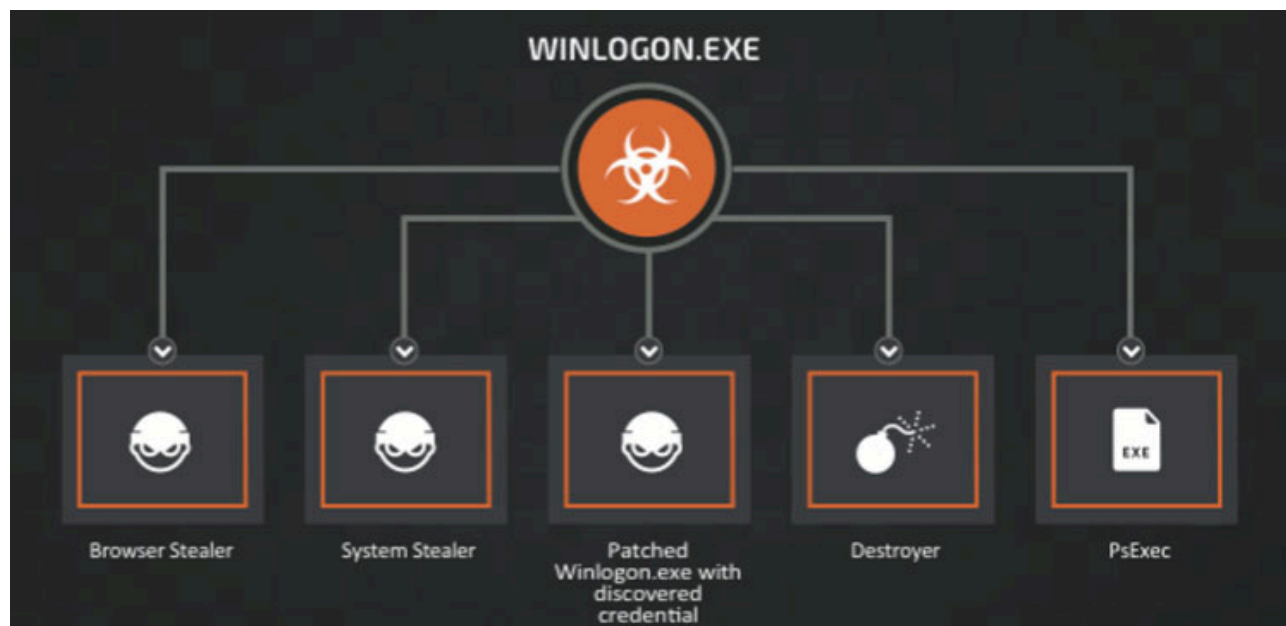 WINLOGON.EXE
EXE
Browser Stealer
System Stealer
Patched
Winlogon.exe with
discovered
credential
Destroyer
PsExec